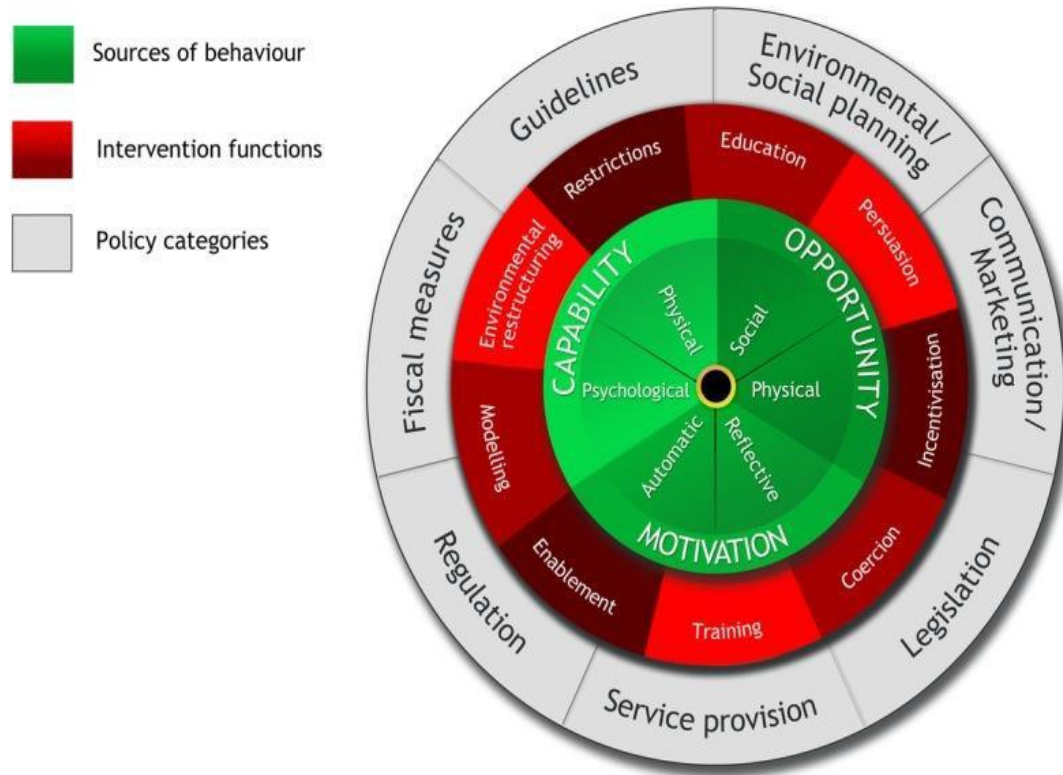 Sources of behaviour
Intervention functions
Policy categories
Guidelines
Environmental/
Social planning
Communication/
Marketing
Legislation
Service provision
Regulation
Fiscal measures
Restrictions
Education
Persuasion
Incentivisation
Coercion
Training
Enablement
Modelling
Environmental
restructuring
CAPABILITY
OPPORTUNITY
MOTIVATION
Physical
Social
Psychological
Physical
Automatic
Reflective